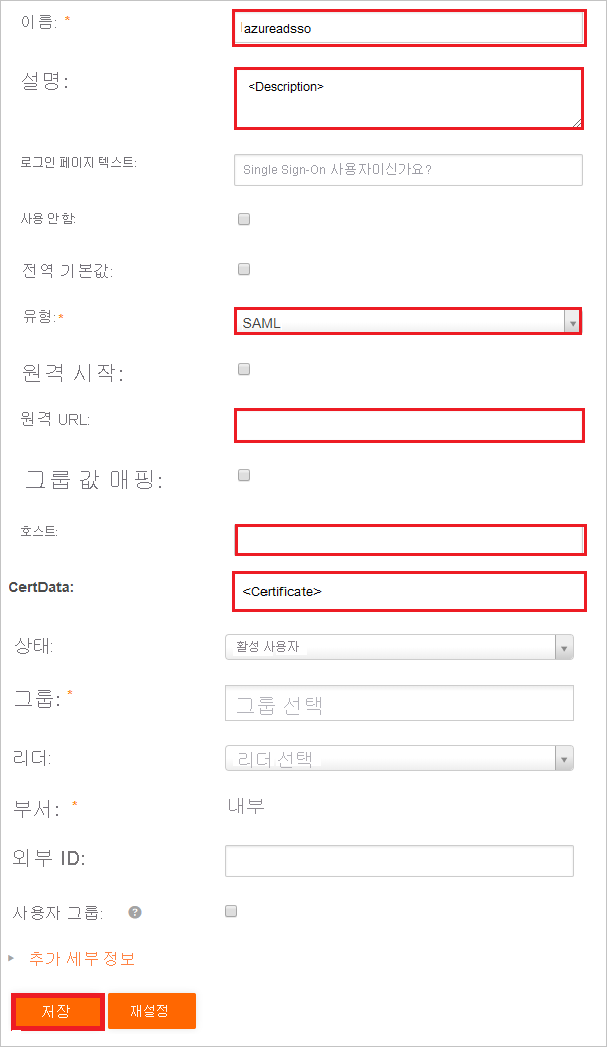 이름: * azureadsso
설명: <Description>
로그인 페이지 텍스트: Single Sign-On 사용자이신가요?
사용 안 함:
전역 기본값:
유형:* SAML
원격 시작:
원격 URL:
그룹 값 매핑:
호스트:
CertData: <Certificate>
상태: 활성 사용자
그룹: * 그룹 선택
리더: 리더 선택
부서: * 내부
외부 ID:
사용자 그룹: ?
추가 세부 정보
저장 재설정